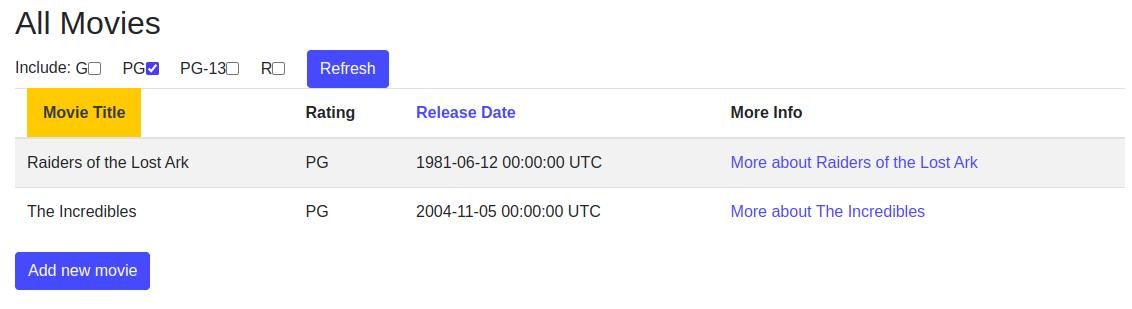 All Movies
Include: G PG PG-13 R Refresh
Movie Title Rating Release Date More Info
Raiders of the Lost Ark PG 1981-06-12 00:00:00 UTC More about Raiders of the Lost Ark
The Incredibles PG 2004-11-05 00:00:00 UTC More about The Incredibles
Add new movie